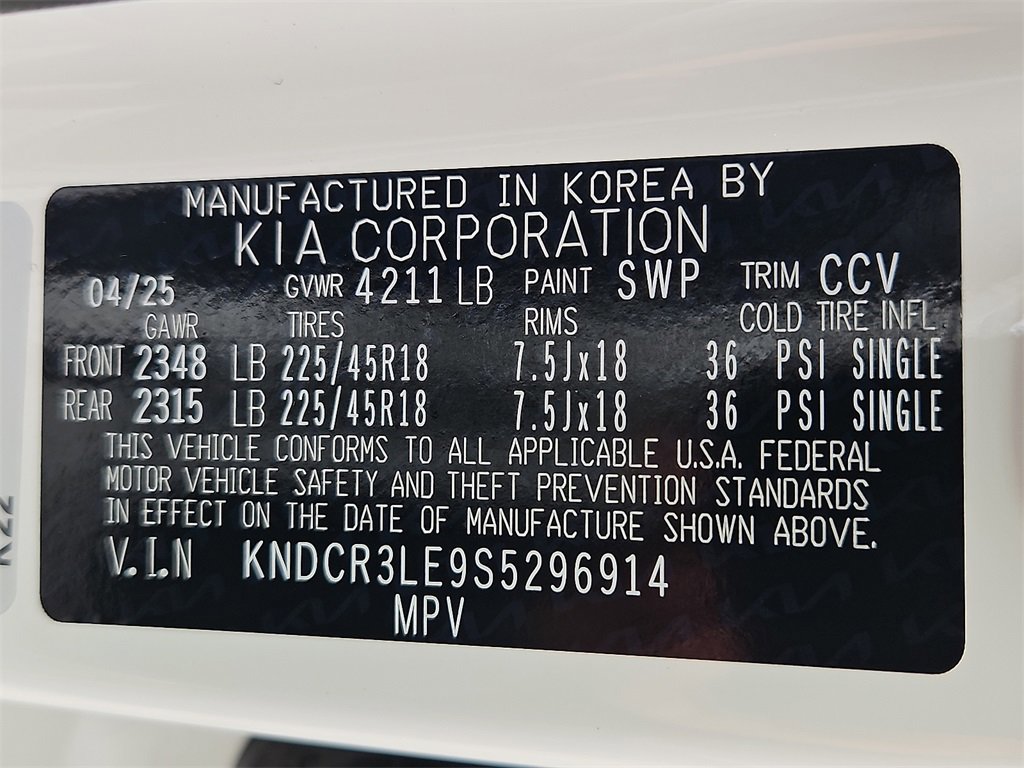 MANUFACTURED IN KOREA BY
KIA CORPORATION
04/25 GVWR 4211 LB PAINT SWP TRIM CCV
GAWR TIRES RIMS COLD TIRE INFL
FRONT 2348 LB 225/45R18 7.5Jx18 36 PSI SINGLE
REAR 2315 LB 225/45R18 7.5Jx18 36 PSI SINGLE
THIS VEHICLE CONFORMS TO ALL APPLICABLE U.S.A. FEDERAL
MOTOR VEHICLE SAFETY AND THEFT PREVENTION STANDARDS
IN EFFECT ON THE DATE OF MANUFACTURE SHOWN ABOVE.
V.I.N KNDCR3LE9S5296914
MPV